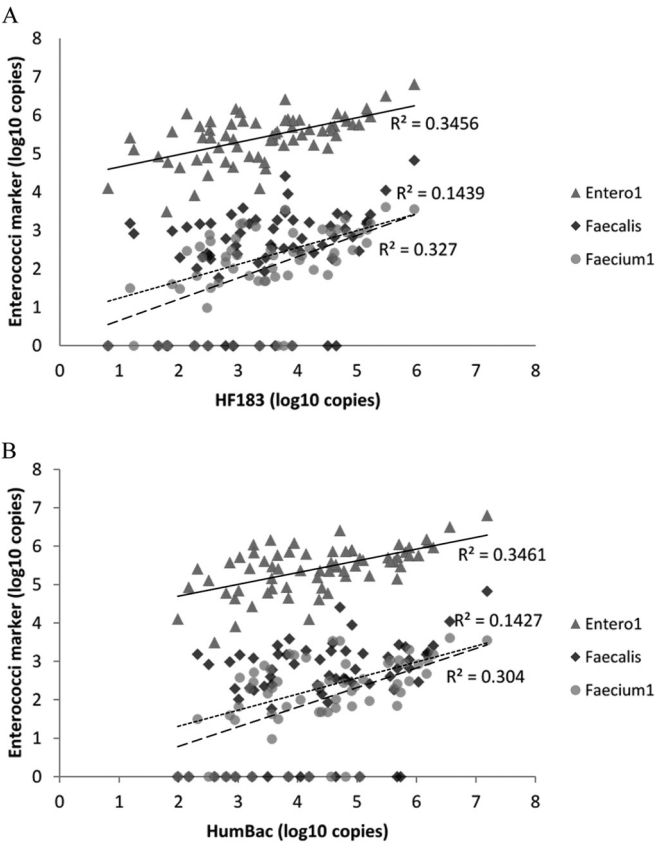 A
Enterococci marker (log10 copies)
8
7
6
5
4
3
2
1
0
R² = 0.3456
R² = 0.1439
R² = 0.327
Entero1
Faecalis
Faecium1
0 1 2 3 4 5 6 7 8
HF183 (log10 copies)
B
Enterococci marker (log10 copies)
8
7
6
5
4
3
2
1
0
R² = 0.3461
R² = 0.1427
R² = 0.304
Entero1
Faecalis
Faecium1
0 1 2 3 4 5 6 7 8
HumBac (log10 copies)